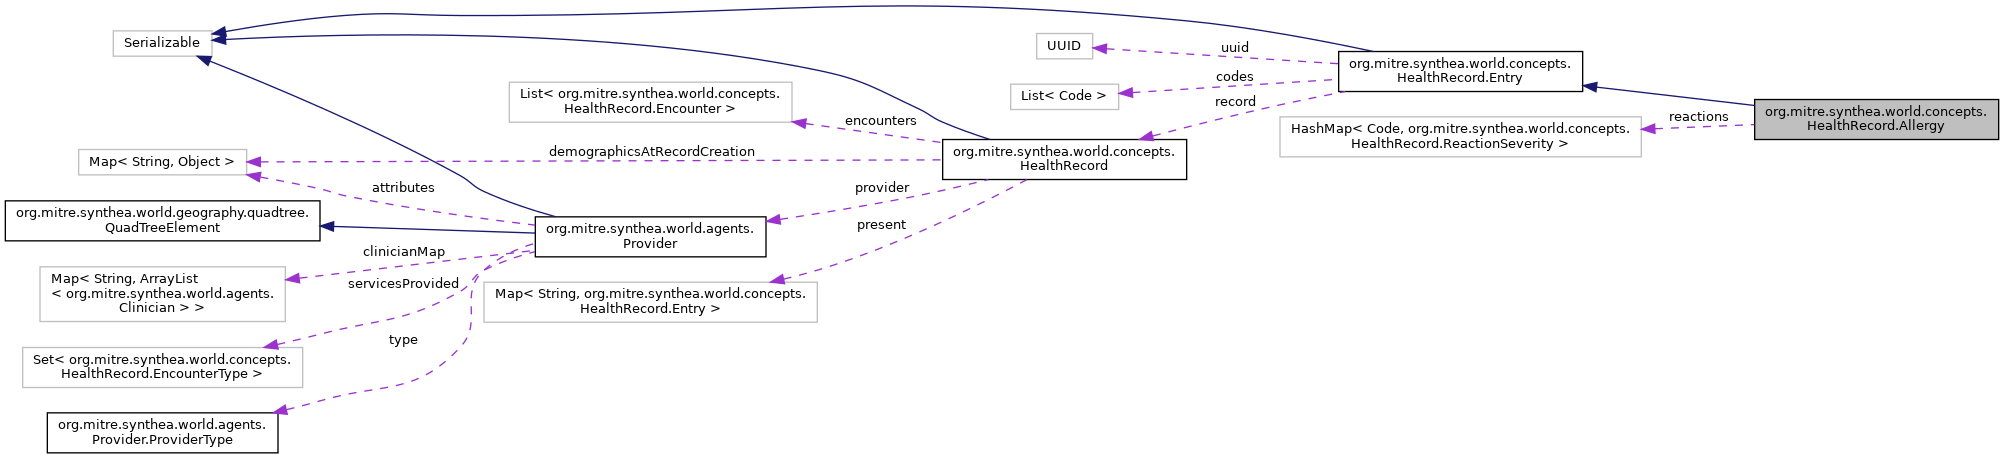 Serializable
UUID
uuid
org.mitre.synthea.world.concepts.
HealthRecord.Entry
codes
List< Code >
List< org.mitre.synthea.world.concepts.
HealthRecord.Encounter >
record
encounters
org.mitre.synthea.world.concepts.
HealthRecord.Allergy
reactions
HashMap< Code, org.mitre.synthea.world.concepts.
HealthRecord.ReactionSeverity >
Map< String, Object >
demographicsAtRecordCreation
org.mitre.synthea.world.concepts.
HealthRecord
attributes
provider
org.mitre.synthea.world.geography.quadtree.
QuadTreeElement
org.mitre.synthea.world.agents.
Provider
present
clinicianMap
Map< String, ArrayList
< org.mitre.synthea.world.agents.
Clinician > >
servicesProvided
Map< String, org.mitre.synthea.world.concepts.
HealthRecord.Entry >
type
Set< org.mitre.synthea.world.concepts.
HealthRecord.EncounterType >
org.mitre.synthea.world.agents.
Provider.ProviderType